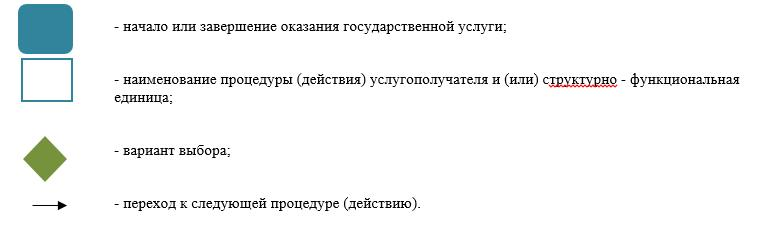 - начало или завершение оказания государственной услуги;
- наименование процедуры (действия) услугополучателя и (или) структурно - функциональная
единица;
- вариант выбора;
- переход к следующей процедуре (действию).